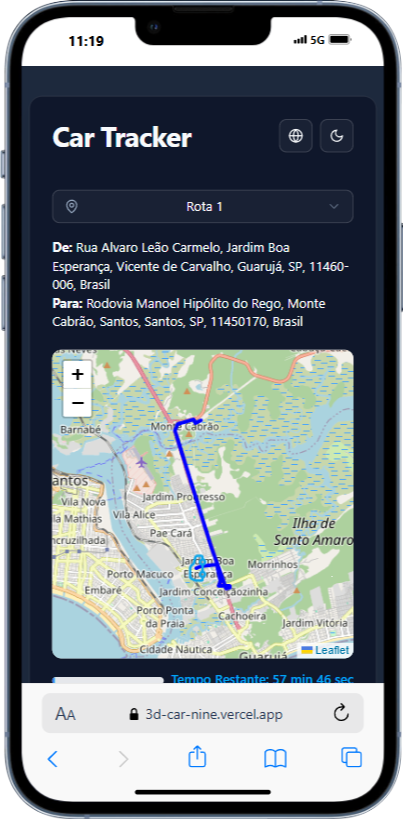 11:19
5G
Car Tracker
Rota 1
De: Rua Alvaro Leão Carmelo, Jardim Boa
Esperança, Vicente de Carvalho, Guarujá, SP, 11460-
006, Brasil
Para: Rodovia Manoel Hipólito do Rego, Monte
Cabrão, Santos, Santos, SP, 11450170, Brasil
+
−
Barnabé
Monte Cabrão
antos
Vila Nova
Jardim Progresso
la Mathias
Vila Alice
Ilha de
Santo Amaro
cruzilhada
Pae Cará
Jardim Boa
Esperança
Morrinhos
Porto Macuco
Embaré
Jardim Conceiçãozinha
Porto Ponta
da Praia
Cachoeira
Jardim Vitória
Cidade Náutica
Guarujá
Leaflet
Tempo Restante: 57 min 46 sec
AA
3d-car-nine.vercel.app